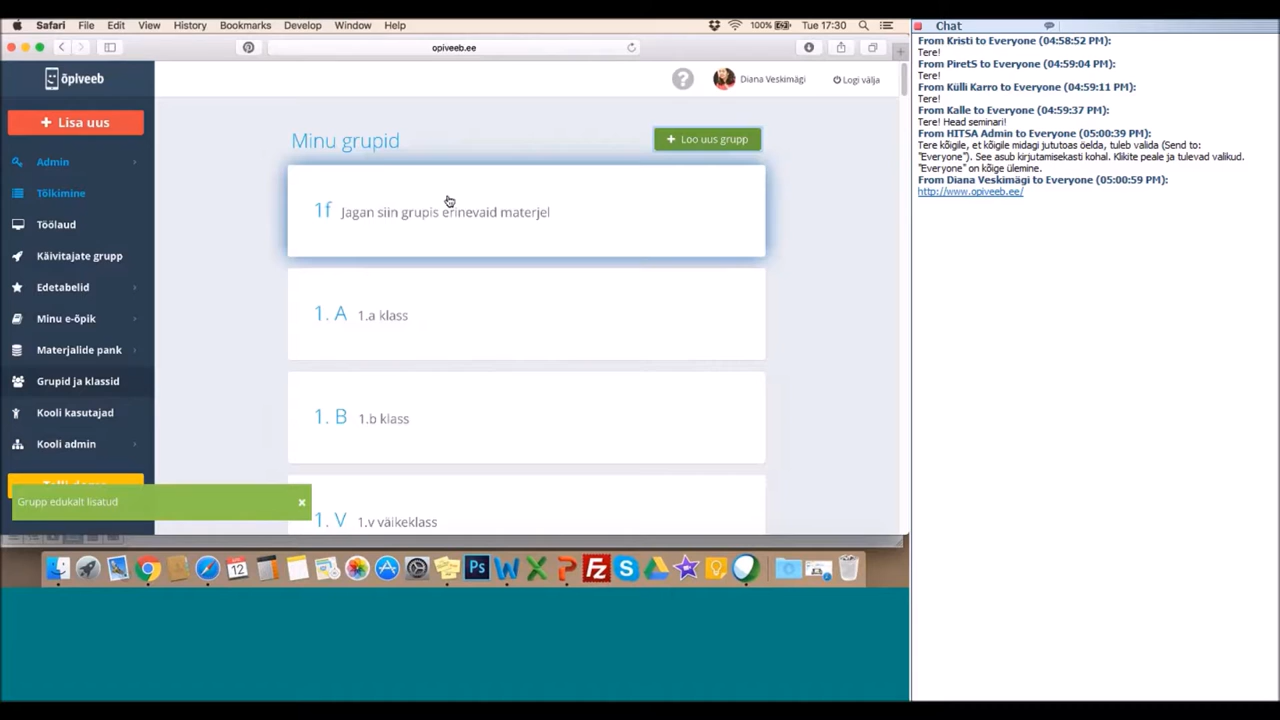 Safari File Edit View History Bookmarks Develop Window Help 100% Tue 17:30
opiveeb.ee
õpiveeb
Diana Veskimägi
Logi välja
+ Lisa uus
Admin
Tõlkimine
Töölaud
Käivitajate grupp
Edetabelid
Minu e-õpik
Materjalide pank
Grupid ja klassid
Kooli kasutajad
Kooli admin
Grupp edukalt lisatud
Minu grupid
+ Loo uus grupp
1f Jagan siin grupis erinevaid materjel
1. A 1.a klass
1. B 1.b klass
1. V 1.v väikeklass
12
Ps
Chat
From Kristi to Everyone (04:58:52 PM):
Tere!
From PiretS to Everyone (04:59:04 PM):
Tere!
From Külli Karro to Everyone (04:59:11 PM):
Tere!
From Kalle to Everyone (04:59:37 PM):
Tere! Head seminari!
From HITSA Admin to Everyone (05:00:39 PM):
Tere kõigile, et kõigile midagi jututoas öelda, tuleb valida (Send to:
"Everyone"). See asub kirjutamisekasti kohal. Klikite peale ja tulevad valikud.
"Everyone" on kõige ülemine.
From Diana Veskimägi to Everyone (05:00:59 PM):
http://www.opiveeb.ee/